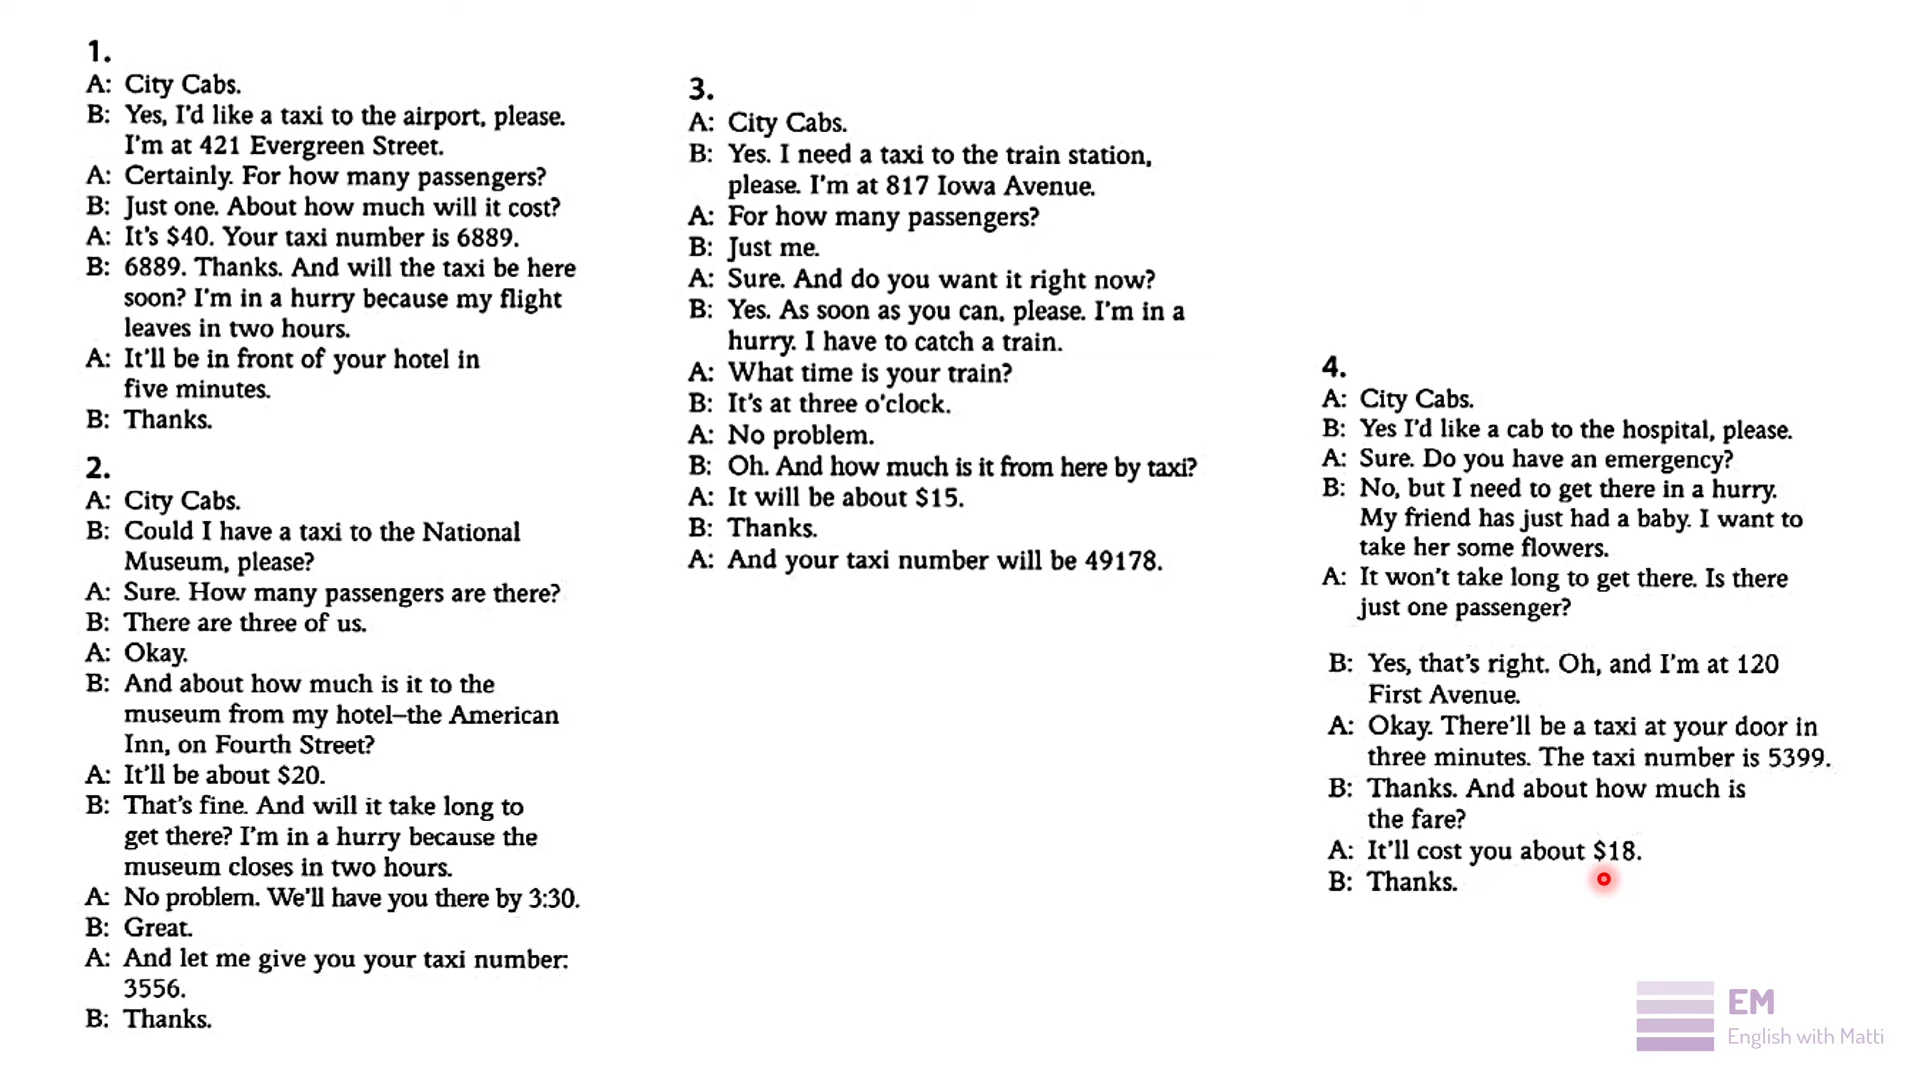 1.
A: City Cabs.
B: Yes, I'd like a taxi to the airport, please.
I'm at 421 Evergreen Street.
A: Certainly. For how many passengers?
B: Just one. About how much will it cost?
A: It's $40. Your taxi number is 6889.
B: 6889. Thanks. And will the taxi be here
soon? I'm in a hurry because my flight
leaves in two hours.
A: It'll be in front of your hotel in
five minutes.
B: Thanks.
2.
A: City Cabs.
B: Could I have a taxi to the National
Museum, please?
A: Sure. How many passengers are there?
B: There are three of us.
A: Okay.
B: And about how much is it to the
museum from my hotel–the American
Inn, on Fourth Street?
A: It'll be about $20.
B: That's fine. And will it take long to
get there? I'm in a hurry because the
museum closes in two hours.
A: No problem. We'll have you there by 3:30.
B: Great.
A: And let me give you your taxi number:
3556.
B: Thanks.
3.
A: City Cabs.
B: Yes. I need a taxi to the train station,
please. I'm at 817 Iowa Avenue.
A: For how many passengers?
B: Just me.
A: Sure. And do you want it right now?
B: Yes. As soon as you can, please. I'm in a
hurry. I have to catch a train.
A: What time is your train?
B: It's at three o'clock.
A: No problem.
B: Oh. And how much is it from here by taxi?
A: It will be about $15.
B: Thanks.
A: And your taxi number will be 49178.
4.
A: City Cabs.
B: Yes I'd like a cab to the hospital, please.
A: Sure. Do you have an emergency?
B: No, but I need to get there in a hurry.
My friend has just had a baby. I want to
take her some flowers.
A: It won't take long to get there. Is there
just one passenger?
B: Yes, that's right. Oh, and I'm at 120
First Avenue.
A: Okay. There'll be a taxi at your door in
three minutes. The taxi number is 5399.
B: Thanks. And about how much is
the fare?
A: It'll cost you about $18.
B: Thanks.
EM
English with Matti